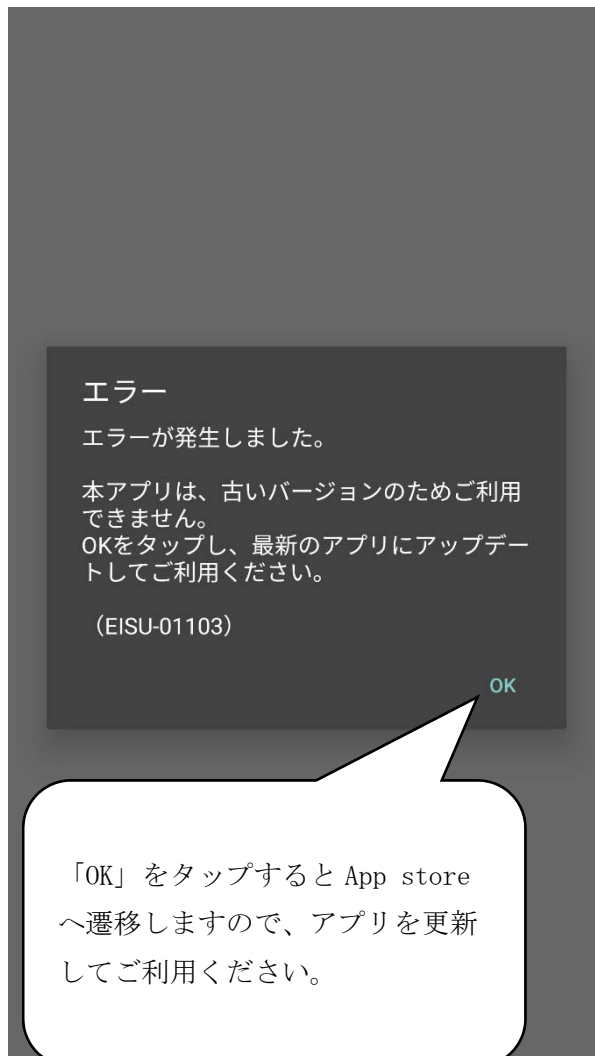 エラー
エラーが発生しました。
本アプリは、古いバージョンのためご利用
できません。
OKをタップし、最新のアプリにアップデー
トしてご利用ください。
（EISU-01103）
OK
「OK」をタップすると App store
へ遷移しますので、アプリを更新
してご利用ください。